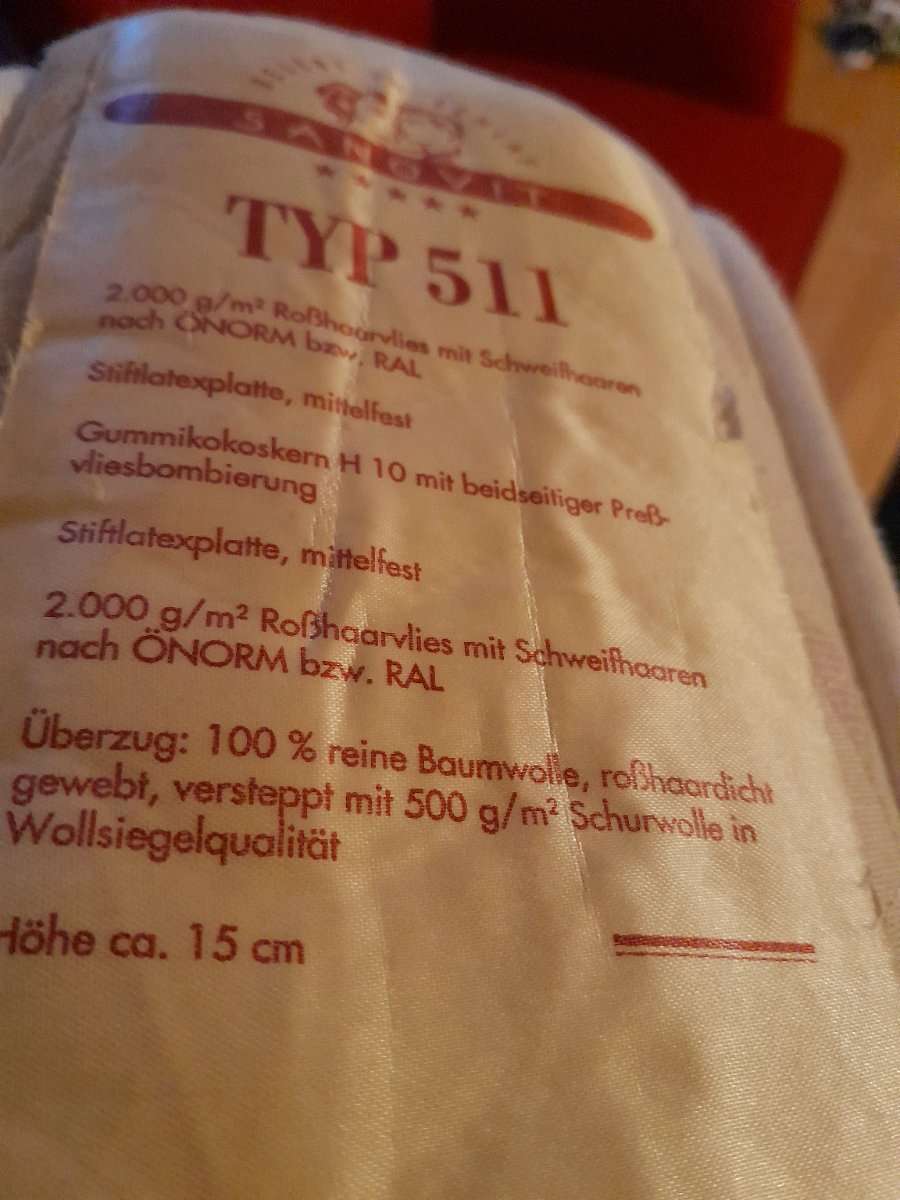 SANOVIT
TYP 511
2.000 g/m² Roßhaarvlies mit Schweifhaaren
nach ÖNORM bzw. RAL
Stiftlatexplatte, mittelfest
Gummikokoskern H 10 mit beidseitiger Preß-
vliesbombierung
Stiftlatexplatte, mittelfest
2.000 g/m² Roßhaarvlies mit Schweifhaaren
nach ÖNORM bzw. RAL
Überzug: 100 % reine Baumwolle, roßhaardicht
gewebt, versteppt mit 500 g/m² Schurwolle in
Wollsiegelqualität
Höhe ca. 15 cm